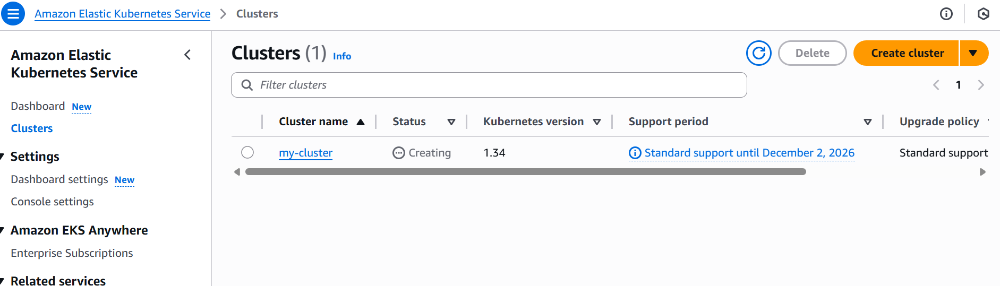 Amazon Elastic Kubernetes Service > Clusters
Amazon Elastic
Kubernetes Service
Dashboard New
Clusters
Settings
Dashboard settings New
Console settings
Amazon EKS Anywhere
Enterprise Subscriptions
Related services
Clusters (1) Info
Delete
Create cluster
Filter clusters
1
Cluster name Status Kubernetes version Support period Upgrade policy
my-cluster Creating 1.34 Standard support until December 2, 2026 Standard support